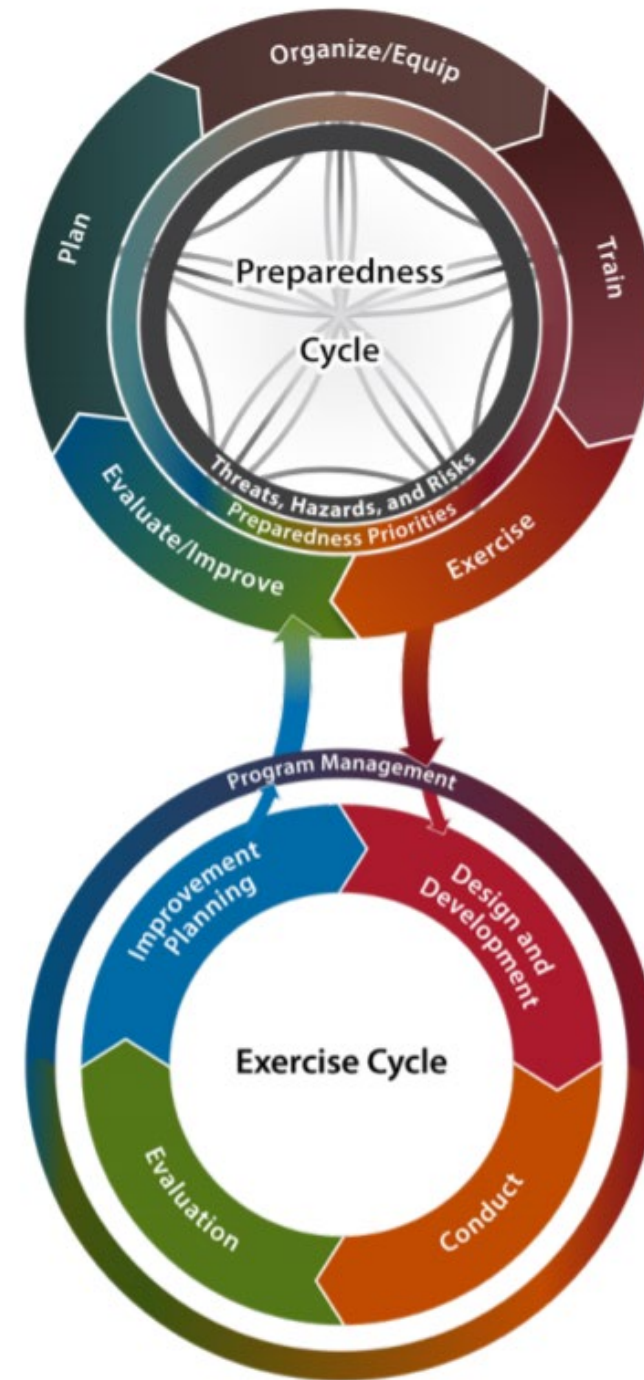 Organize/Equip
Plan
Train
Preparedness
Cycle
Threats, Hazards, and Risks
Preparedness Priorities
Evaluate/Improve
Exercise
Program Management
Improvement
Planning
Design and
Development
Exercise Cycle
Evaluation
Conduct